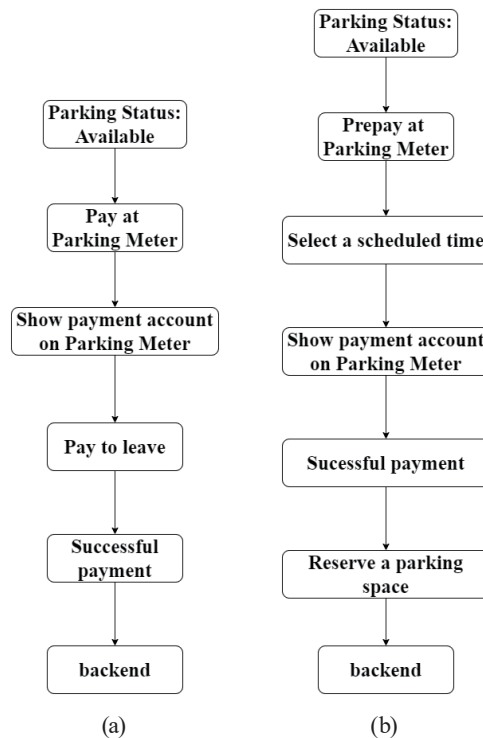 Parking Status:
Available
Pay at
Parking Meter
Show payment account
on Parking Meter
Pay to leave
Successful
payment
backend
(a)
Parking Status:
Available
Prepay at
Parking Meter
Select a scheduled time
Show payment account
on Parking Meter
Sucessful payment
Reserve a parking
space
backend
(b)